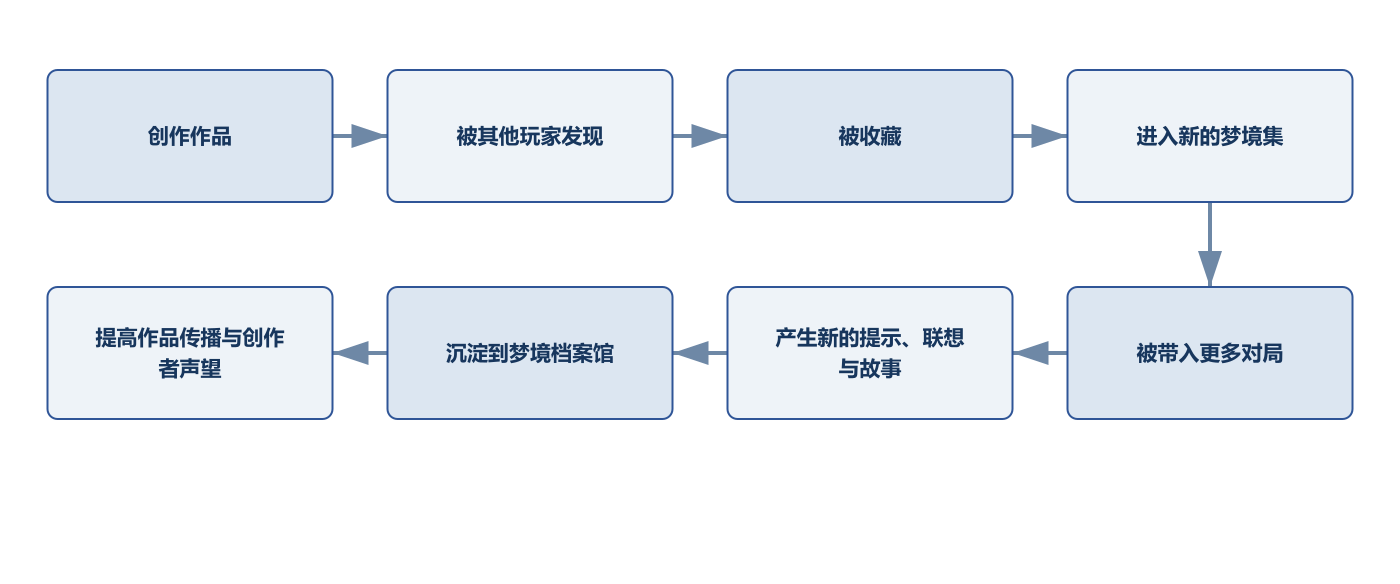 创作作品
被其他玩家发现
被收藏
进入新的梦境集
提高作品传播与创作
者声望
沉淀到梦境档案馆
产生新的提示、联想
与故事
被带入更多对局